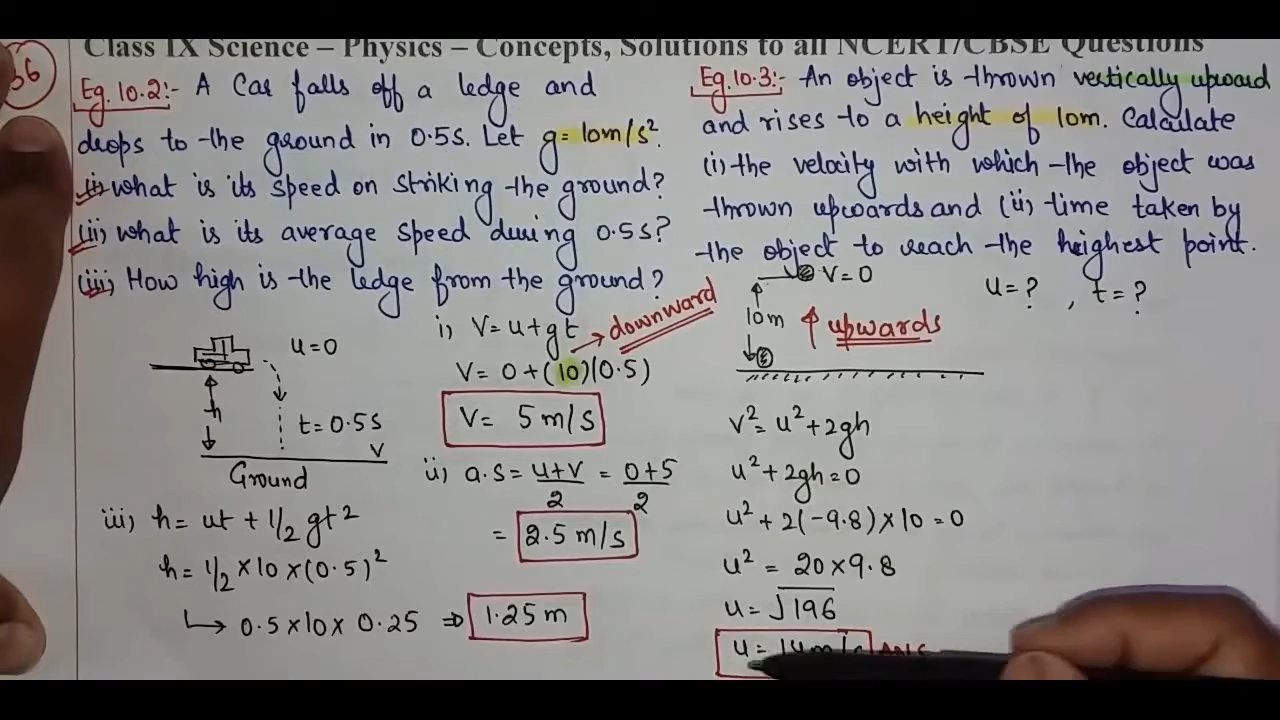 36
Class IX Science – Physics – Concepts, Solutions to all NCERT/CBSE Questions
Eg. 10.2:- A Car falls off a ledge and
drops to the ground in 0.5s. Let g = 10m/s².
(i) what is its speed on striking the ground?
(ii) what is its average speed during 0.5s?
(iii) How high is the ledge from the ground?
u=0
h
t = 0.5s
V
Ground
i) V = u + gt → downward
V = 0 + (10)(0.5)
V = 5 m/s
ii) a.s = u+v/2 = 0+5/2
= 2.5 m/s
iii) h = ut + 1/2 gt²
h = 1/2 × 10 × (0.5)²
↳ 0.5 × 10 × 0.25 ⇒ 1.25 m
Eg. 10.3:- An object is thrown vertically upward
and rises to a height of 10m. Calculate
(i) the velocity with which the object was
thrown upwards and (ii) time taken by
the object to reach the heighest point.
V=0
u = ? , t = ?
10m
upwards
V² = u² + 2gh
u² + 2gh = 0
u² + 2(-9.8) × 10 = 0
u² = 20 × 9.8
u = √196
u = 14 m/s